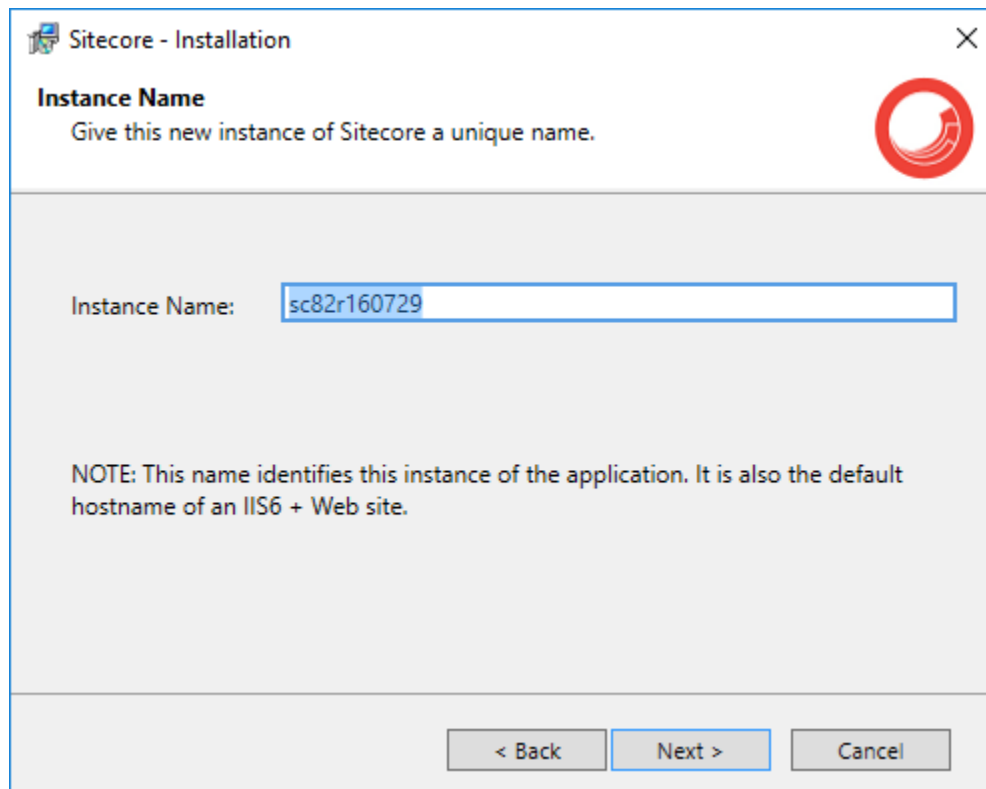 Sitecore - Installation
Instance Name
Give this new instance of Sitecore a unique name.
Instance Name: sc82r160729
NOTE: This name identifies this instance of the application. It is also the default
hostname of an IIS6 + Web site.
< Back Next > Cancel